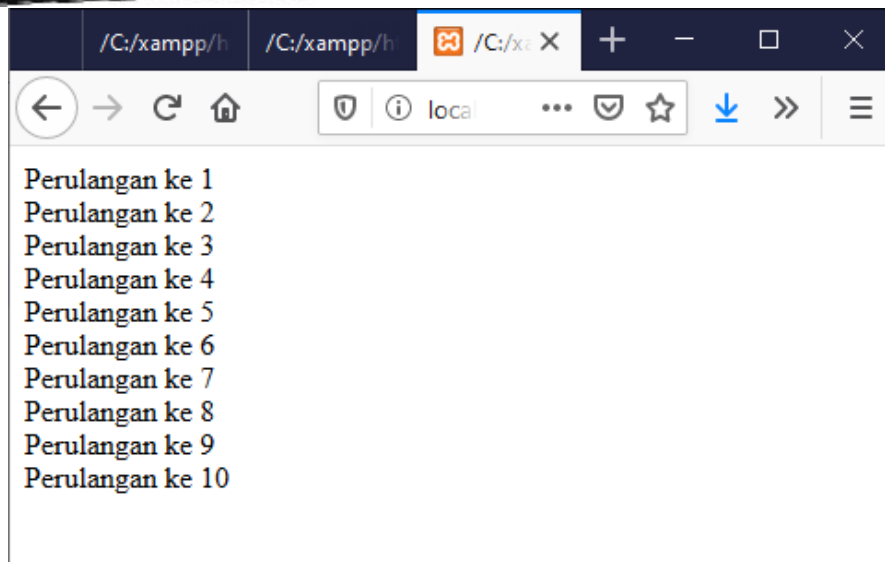 /C:/xampp/h /C:/xampp/h /C:/xa
local
Perulangan ke 1
Perulangan ke 2
Perulangan ke 3
Perulangan ke 4
Perulangan ke 5
Perulangan ke 6
Perulangan ke 7
Perulangan ke 8
Perulangan ke 9
Perulangan ke 10